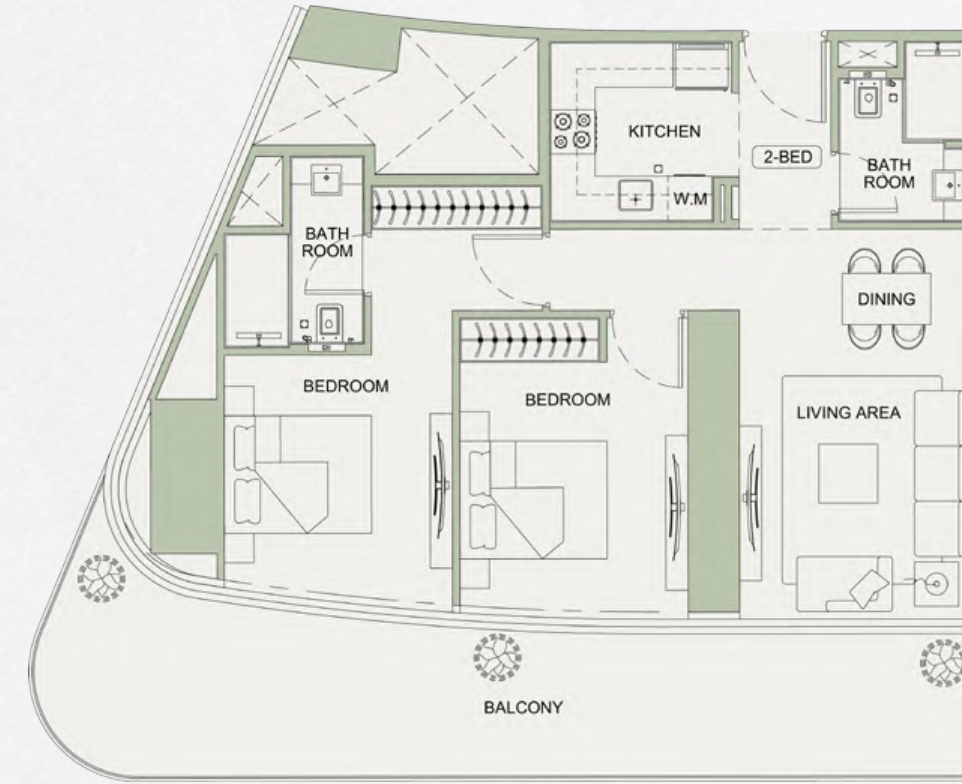 KITCHEN
2-BED
BATH
ROOM
W.M
BATH
ROOM
DINING
BEDROOM
BEDROOM
LIVING AREA
BALCONY